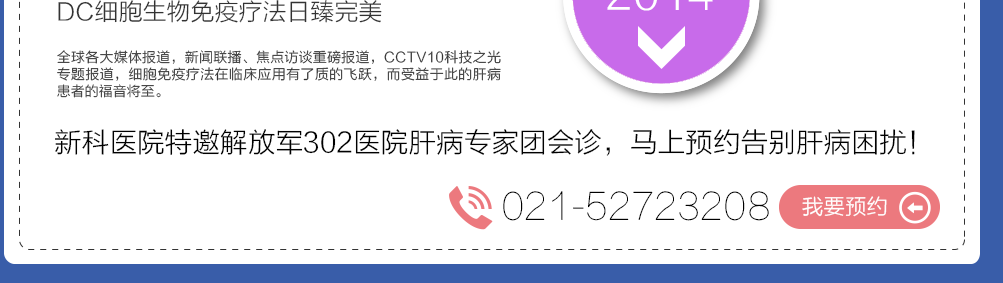 DC细胞生物免疫疗法日臻完美
2014
全球各大媒体报道，新闻联播、焦点访谈重磅报道，CCTV10科技之光
专题报道，细胞免疫疗法在临床应用有了质的飞跃，而受益于此的肝病
患者的福音将至。
新科医院特邀解放军302医院肝病专家团会诊，马上预约告别肝病困扰！
021-52723208 我要预约